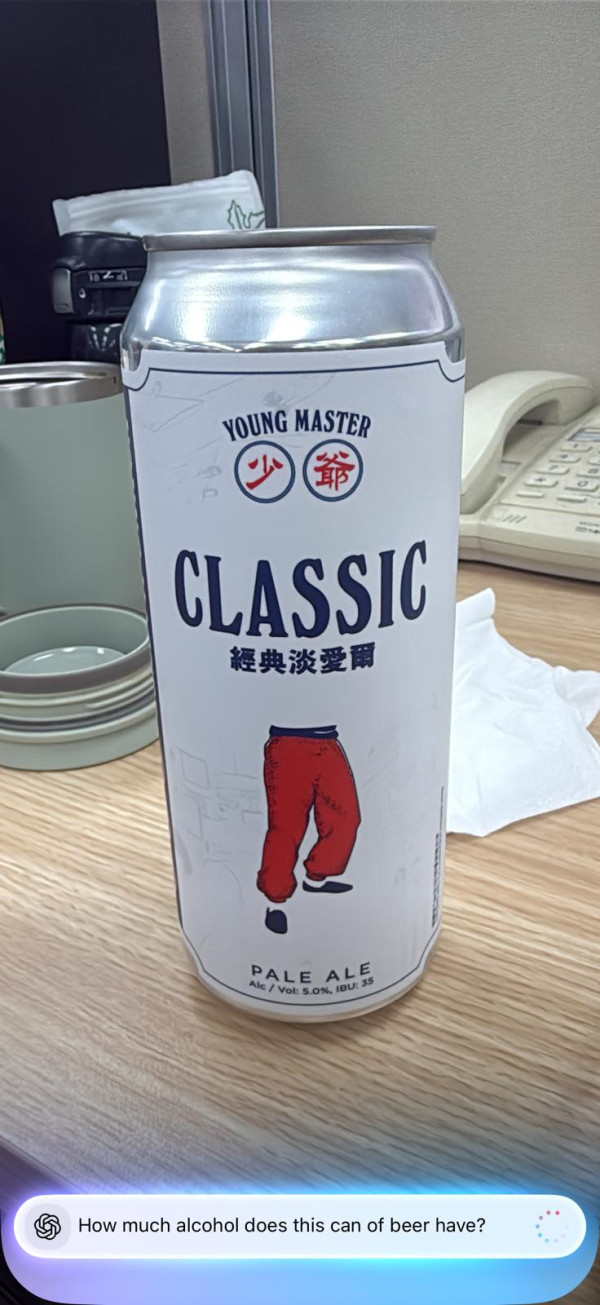 YOUNG MASTER
少爺
CLASSIC
經典淡愛爾
PALE ALE
Alc / Vol: 5.0%, IBU: 35
How much alcohol does this can of beer have?